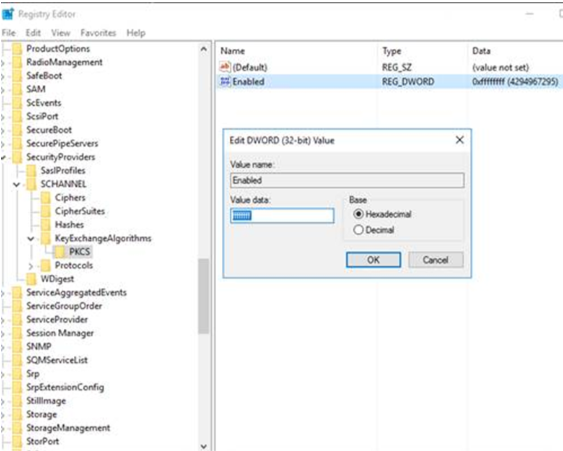 Registry Editor
File Edit View Favorites Help
ProductOptions
RadioManagement
SafeBoot
SAM
ScEvents
ScsiPort
SecureBoot
SecurePipeServers
SecurityProviders
SaslProfiles
SCHANNEL
Ciphers
CipherSuites
Hashes
KeyExchangeAlgorithms
PKCS
Protocols
WDigest
ServiceAggregatedEvents
ServiceGroupOrder
ServiceProvider
Session Manager
SNMP
SQMServiceList
Srp
SrpExtensionConfig
StillImage
Storage
StorageManagement
StorPort
Name Type Data
(Default) REG_SZ (value not set)
Enabled REG_DWORD 0xffffffff (4294967295)
Edit DWORD (32-bit) Value
Value name:
Enabled
Value data:
Base
Hexadecimal
Decimal
OK Cancel